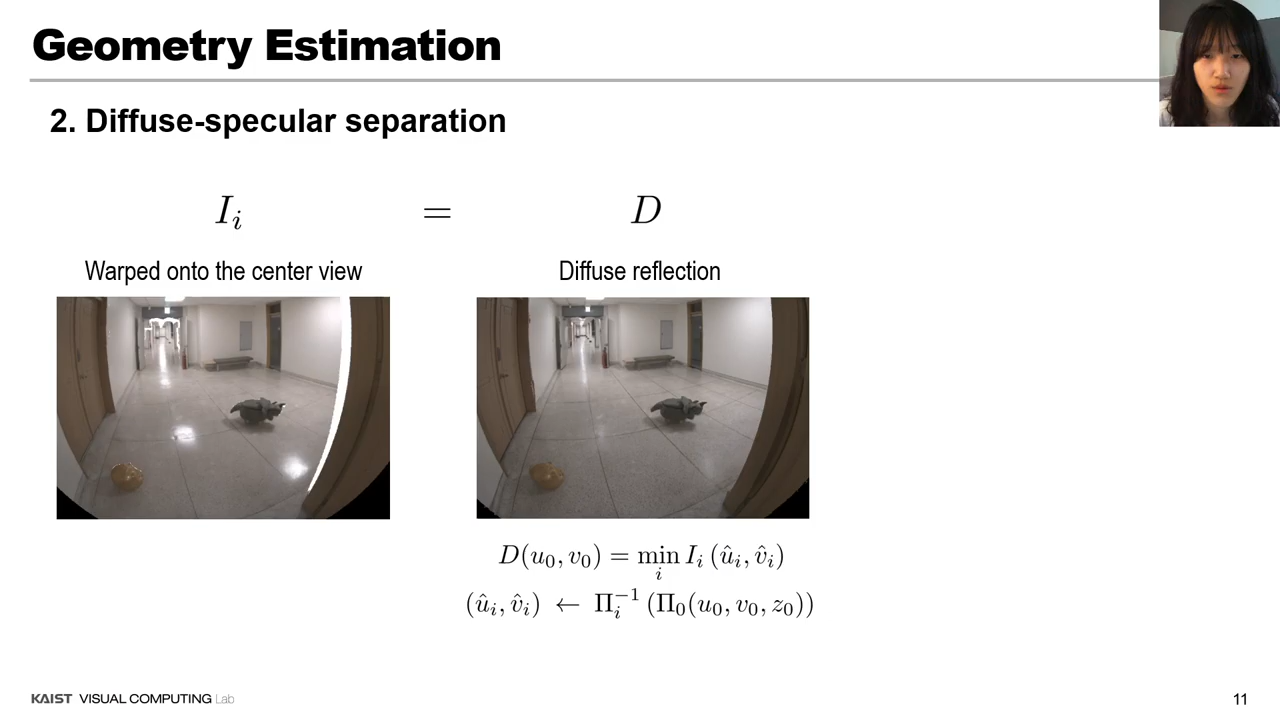 Geometry Estimation
2. Diffuse-specular separation
I_i = D
Warped onto the center view
Diffuse reflection
D(u_0, v_0) = min_i I_i (û_i, v̂_i)
(û_i, v̂_i) ← Π_i^{-1} (Π_0(u_0, v_0, z_0))
KAIST VISUAL COMPUTING Lab
11